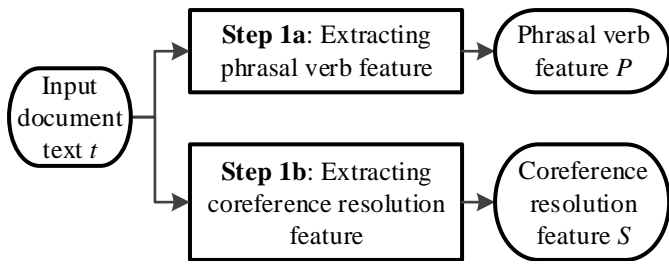 Input
document
text t
Step 1a: Extracting
phrasal verb feature
Phrasal verb
feature P
Step 1b: Extracting
coreference resolution
feature
Coreference
resolution
feature S